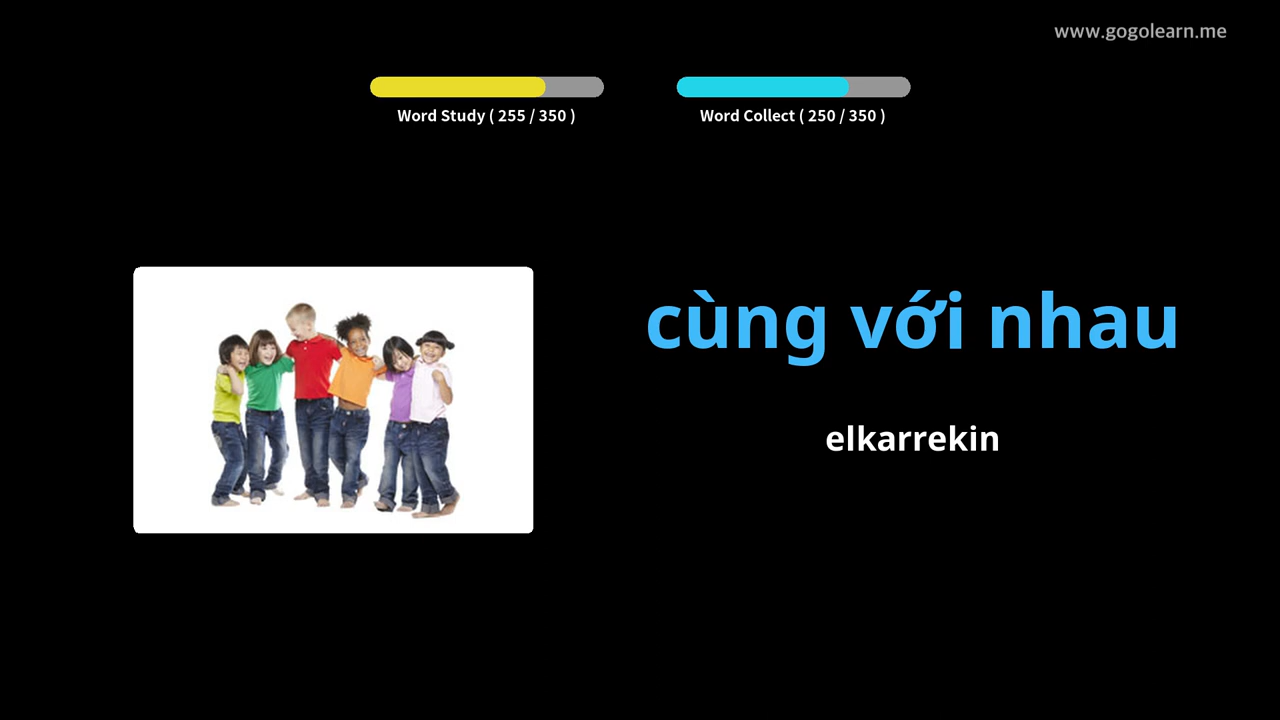 www.gogolearn.me
Word Study ( 255 / 350 )
Word Collect ( 250 / 350 )
cùng với nhau
elkarrekin